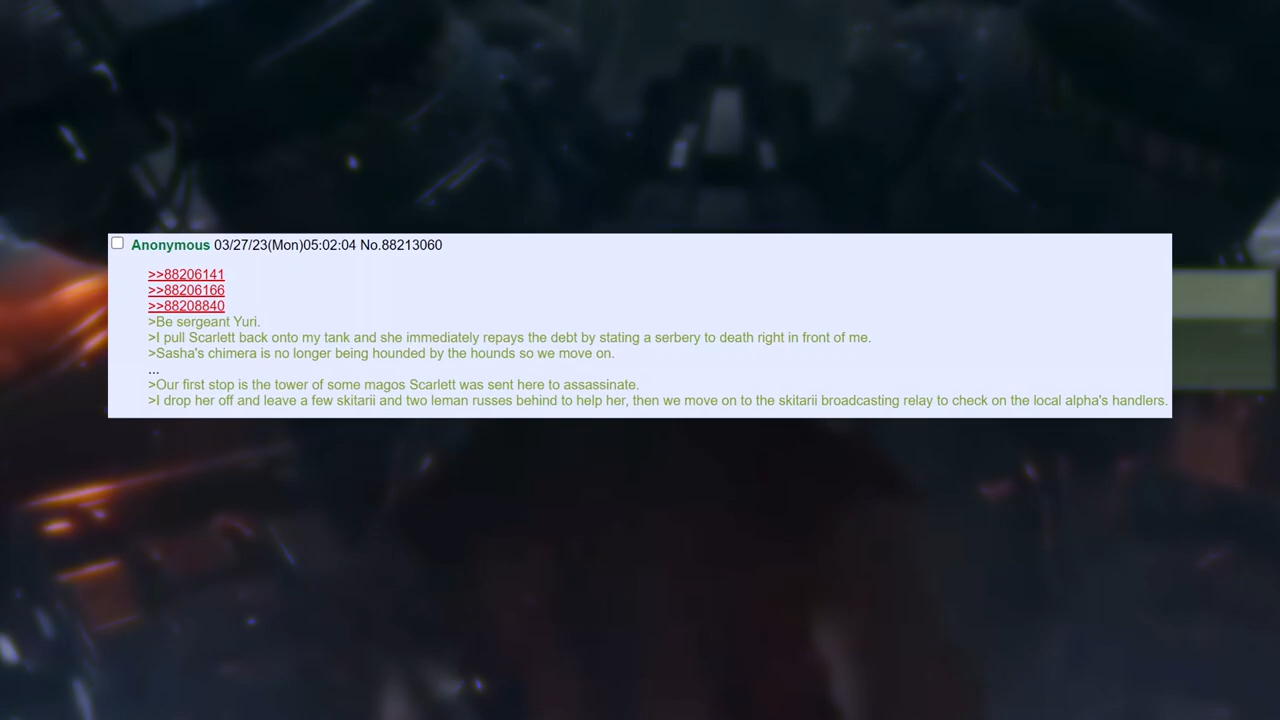 Anonymous 03/27/23(Mon)05:02:04 No.88213060
>>88206141
>>88206166
>>88208840
>Be sergeant Yuri.
>I pull Scarlett back onto my tank and she immediately repays the debt by stating a serbery to death right in front of me.
>Sasha's chimera is no longer being hounded by the hounds so we move on.
...
>Our first stop is the tower of some magos Scarlett was sent here to assassinate.
>I drop her off and leave a few skitarii and two leman russes behind to help her, then we move on to the skitarii broadcasting relay to check on the local alpha's handlers.